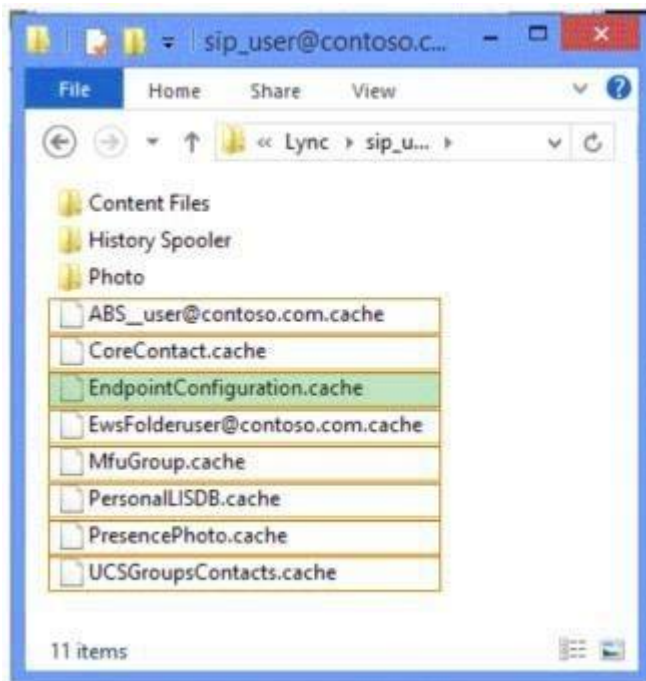 sip_user@contoso.c...
File Home Share View
« Lync sip_u...
Content Files
History Spooler
Photo
ABS__user@contoso.com.cache
CoreContact.cache
EndpointConfiguration.cache
EwsFolderuser@contoso.com.cache
MfuGroup.cache
PersonalLISDB.cache
PresencePhoto.cache
UCSGroupsContacts.cache
11 items